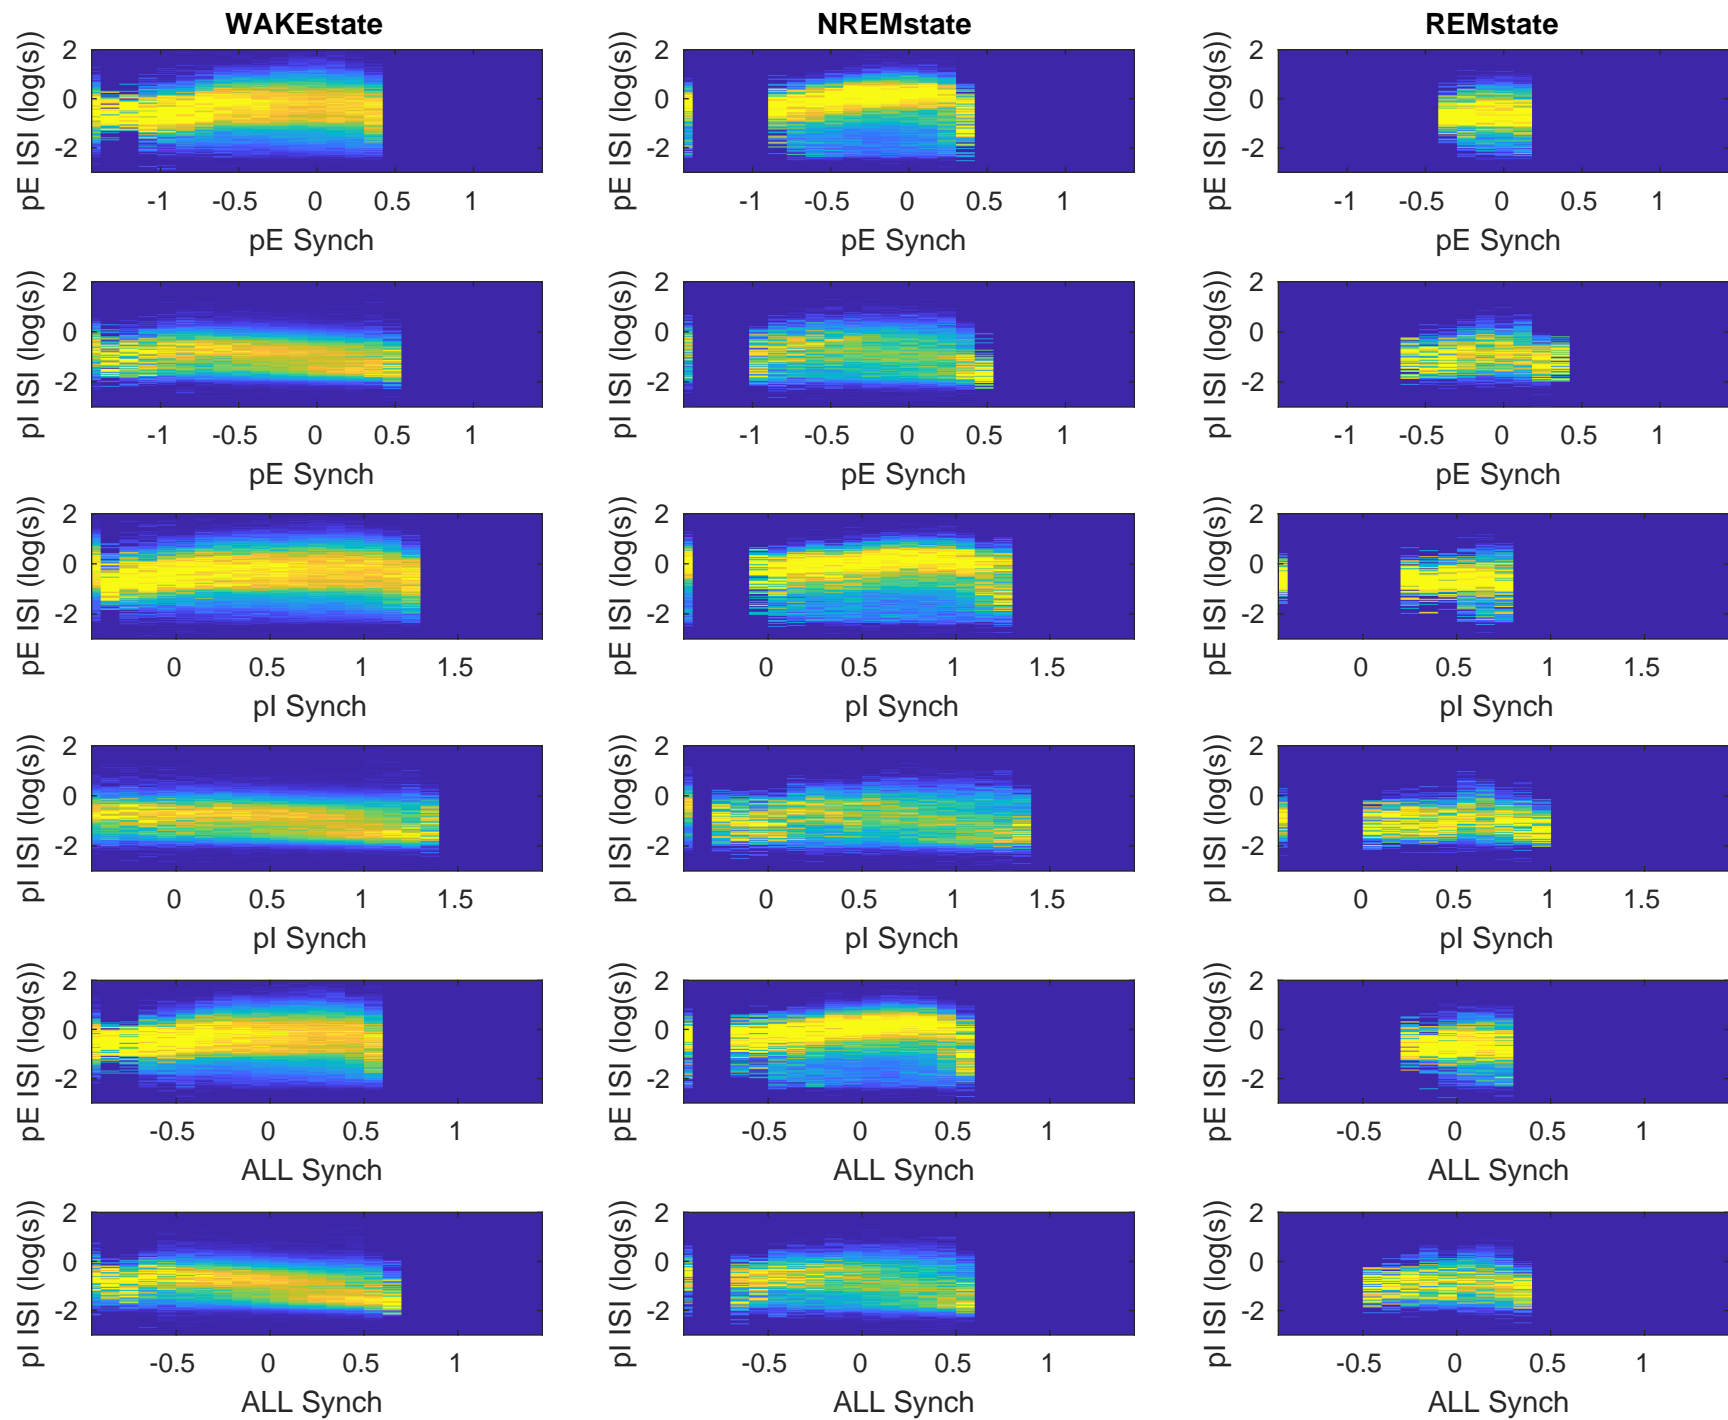 WAKEstate NREMstate REMstate
pE ISI (log(s)) 2 0 -2 pE ISI (log(s)) 2 0 -2 pE ISI (log(s)) 2 0 -2
-1 -0.5 0 0.5 1 -1 -0.5 0 0.5 1 -1 -0.5 0 0.5 1
pE Synch pE Synch pE Synch
pI ISI (log(s)) 2 0 -2 pI ISI (log(s)) 2 0 -2 pI ISI (log(s)) 2 0 -2
-1 -0.5 0 0.5 1 -1 -0.5 0 0.5 1 -1 -0.5 0 0.5 1
pE Synch pE Synch pE Synch
pE ISI (log(s)) 2 0 -2 pE ISI (log(s)) 2 0 -2 pE ISI (log(s)) 2 0 -2
0 0.5 1 1.5 0 0.5 1 1.5 0 0.5 1 1.5
pI Synch pI Synch pI Synch
pI ISI (log(s)) 2 0 -2 pI ISI (log(s)) 2 0 -2 pI ISI (log(s)) 2 0 -2
0 0.5 1 1.5 0 0.5 1 1.5 0 0.5 1 1.5
pI Synch pI Synch pI Synch
pE ISI (log(s)) 2 0 -2 pE ISI (log(s)) 2 0 -2 pE ISI (log(s)) 2 0 -2
-0.5 0 0.5 1 -0.5 0 0.5 1 -0.5 0 0.5 1
ALL Synch ALL Synch ALL Synch
pI ISI (log(s)) 2 0 -2 pI ISI (log(s)) 2 0 -2 pI ISI (log(s)) 2 0 -2
-0.5 0 0.5 1 -0.5 0 0.5 1 -0.5 0 0.5 1
ALL Synch ALL Synch ALL Synch